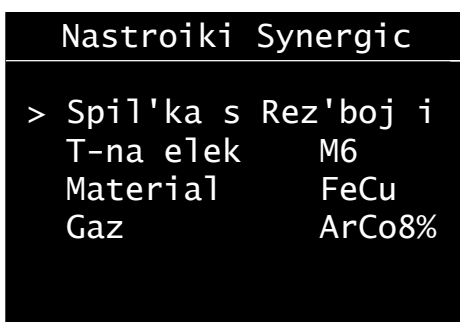 Nastroiki Synergic
> Spil'ka s Rez'boj i
T-na elek M6
Material FeCu
Gaz ArCo8%